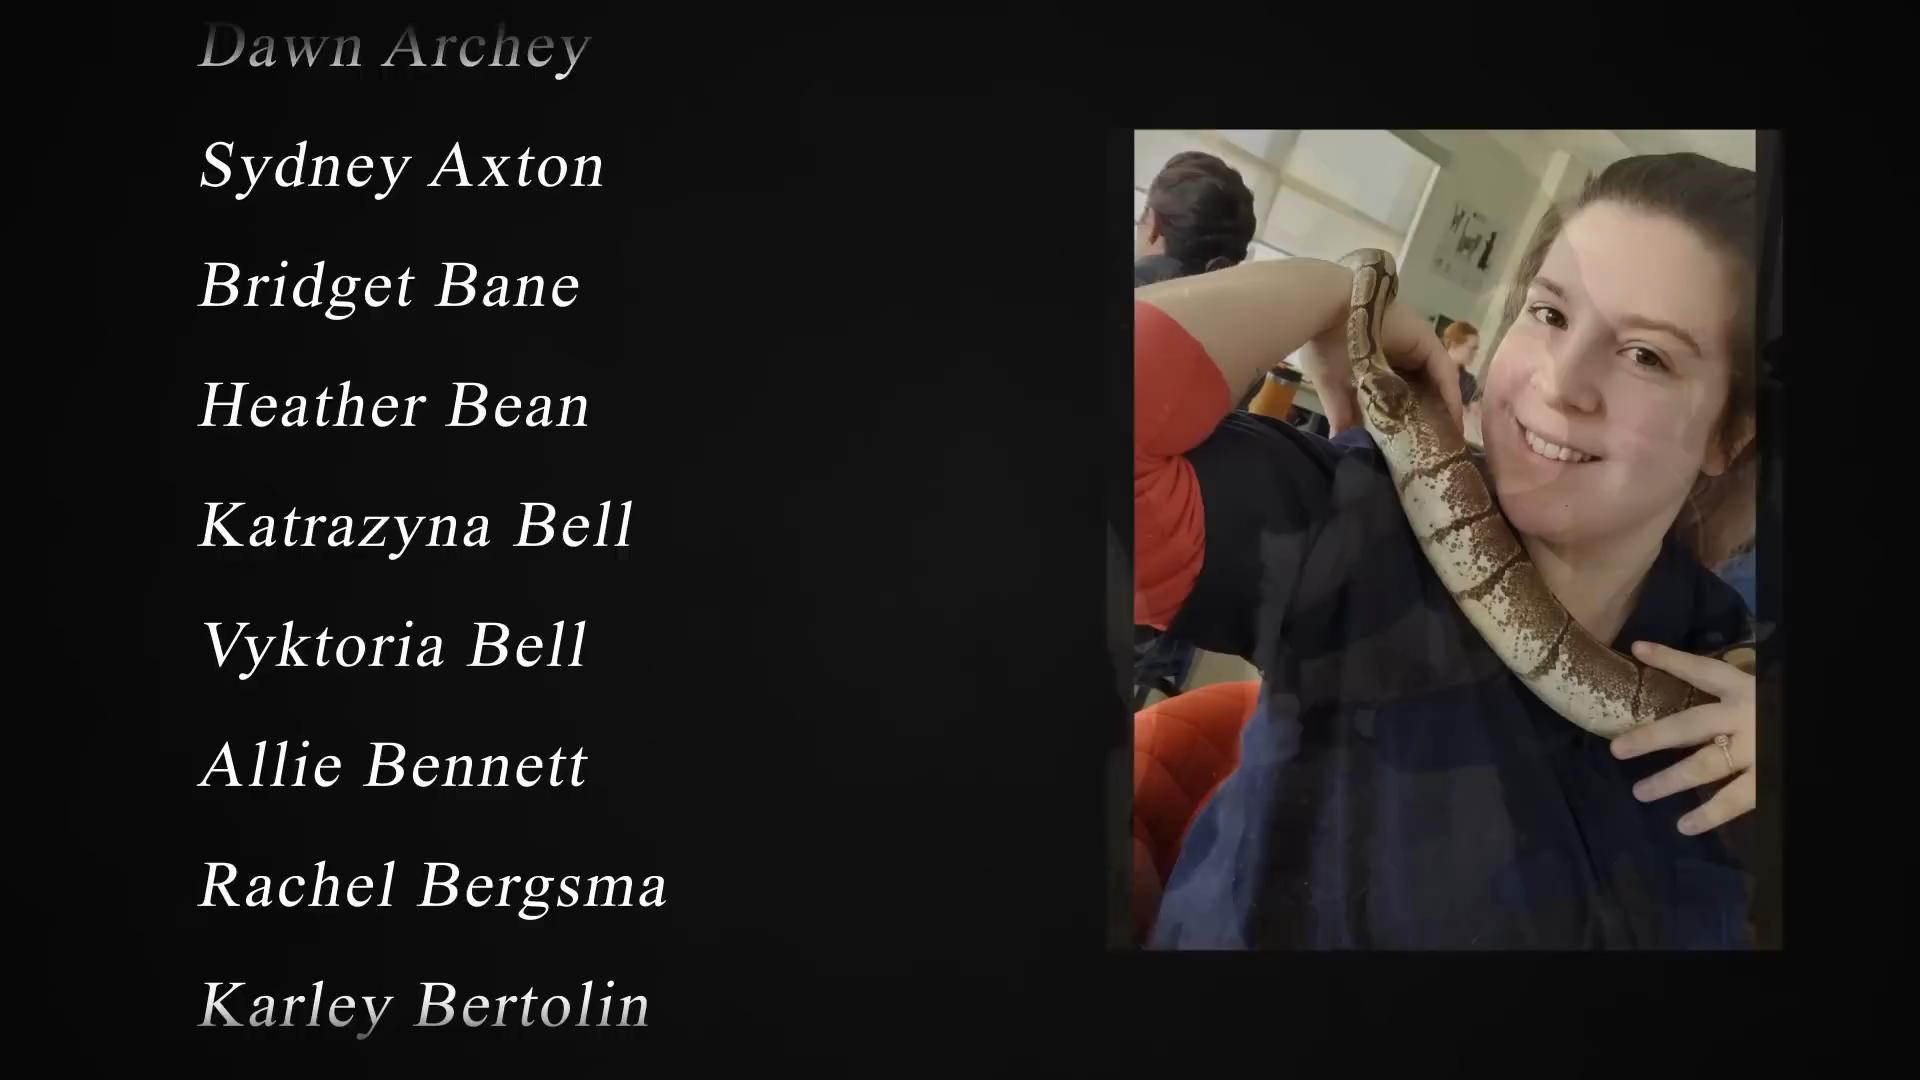 Dawn Archey
Sydney Axton
Bridget Bane
Heather Bean
Katrazyna Bell
Vyktoria Bell
Allie Bennett
Rachel Bergsma
Karley Bertolin